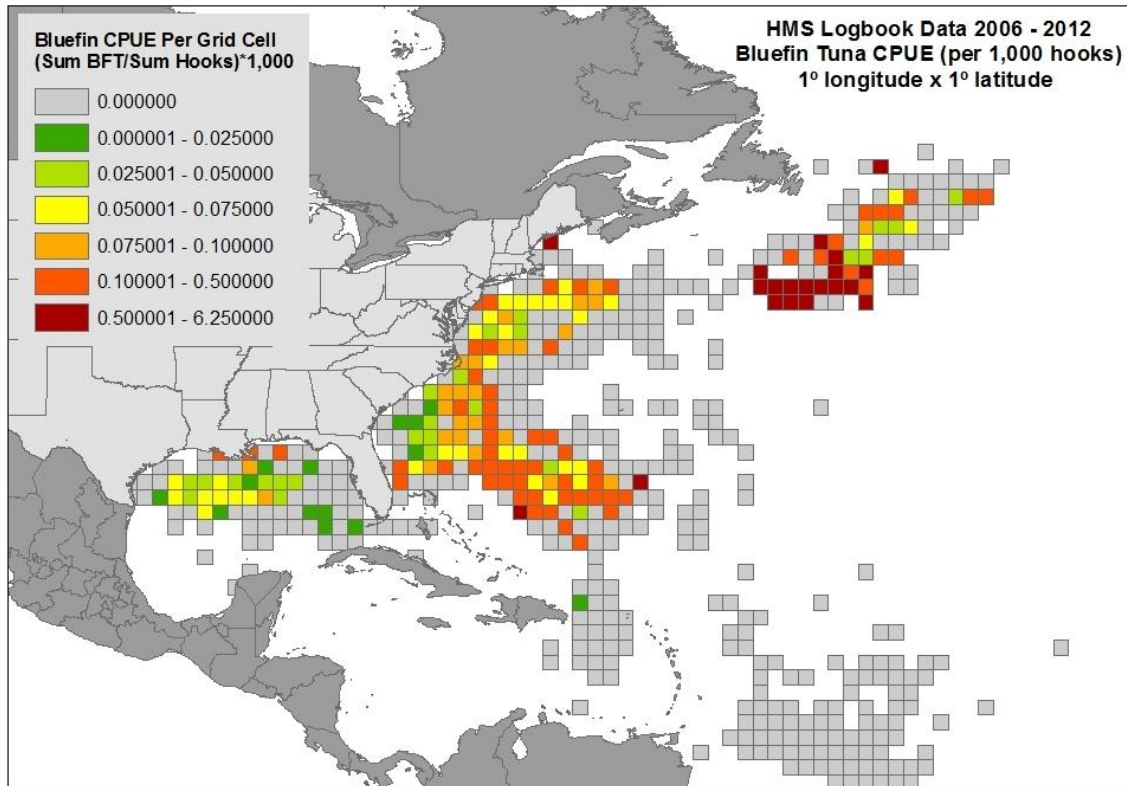 Bluefin CPUE Per Grid Cell
(Sum BFT/Sum Hooks)*1,000
0.000000
0.000001 - 0.025000
0.025001 - 0.050000
0.050001 - 0.075000
0.075001 - 0.100000
0.100001 - 0.500000
0.500001 - 6.250000
HMS Logbook Data 2006 - 2012
Bluefin Tuna CPUE (per 1,000 hooks)
1º longitude x 1º latitude